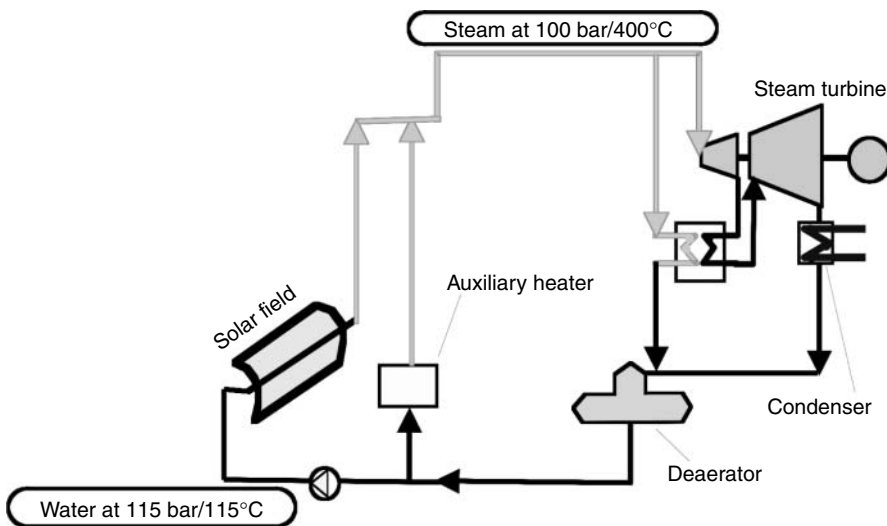 Steam at 100 bar/400°C
Steam turbine
Auxiliary heater
Solar field
Condenser
Deaerator
Water at 115 bar/115°C